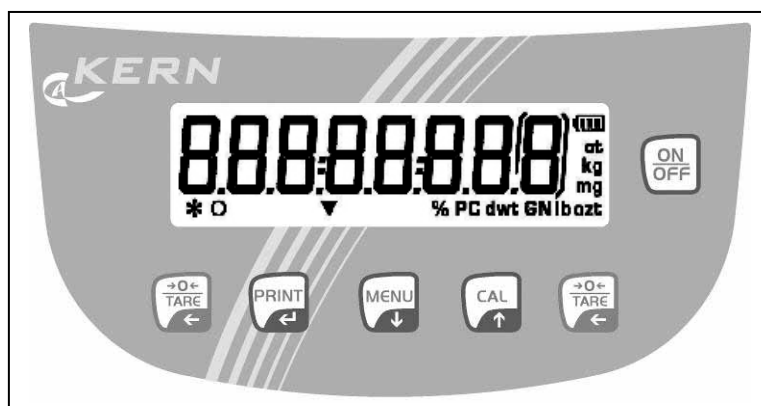 KERN
8.8.8:8.8:8.8.(8)
ct
kg
mg
* O ▼ % PC dwt GN lb ozt
ON
OFF
→0← PRINT MENU CAL →0←
TARE TARE